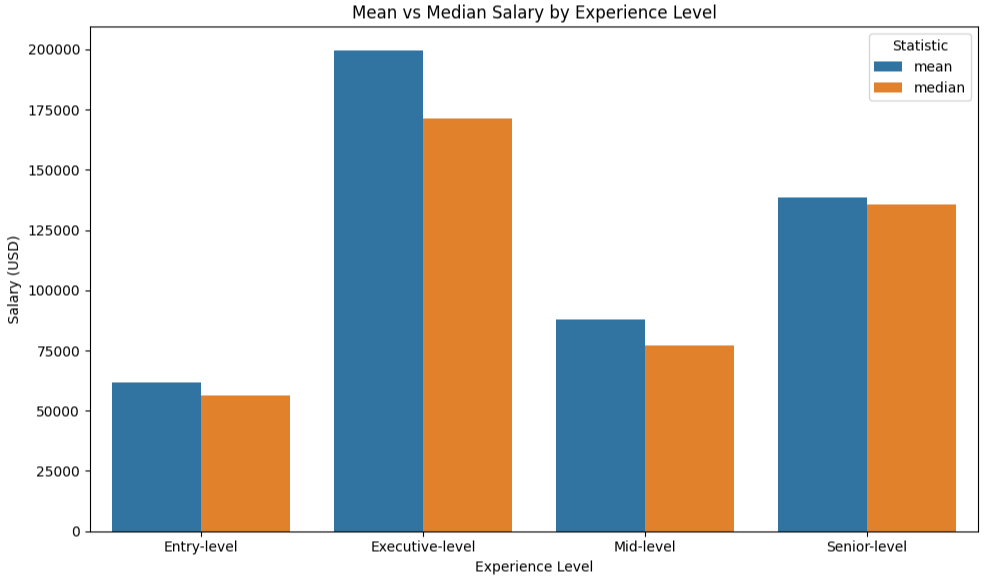 Mean vs Median Salary by Experience Level
Statistic
mean
median
Salary (USD)
200000
175000
150000
125000
100000
75000
50000
25000
0
Entry-level
Executive-level
Mid-level
Senior-level
Experience Level